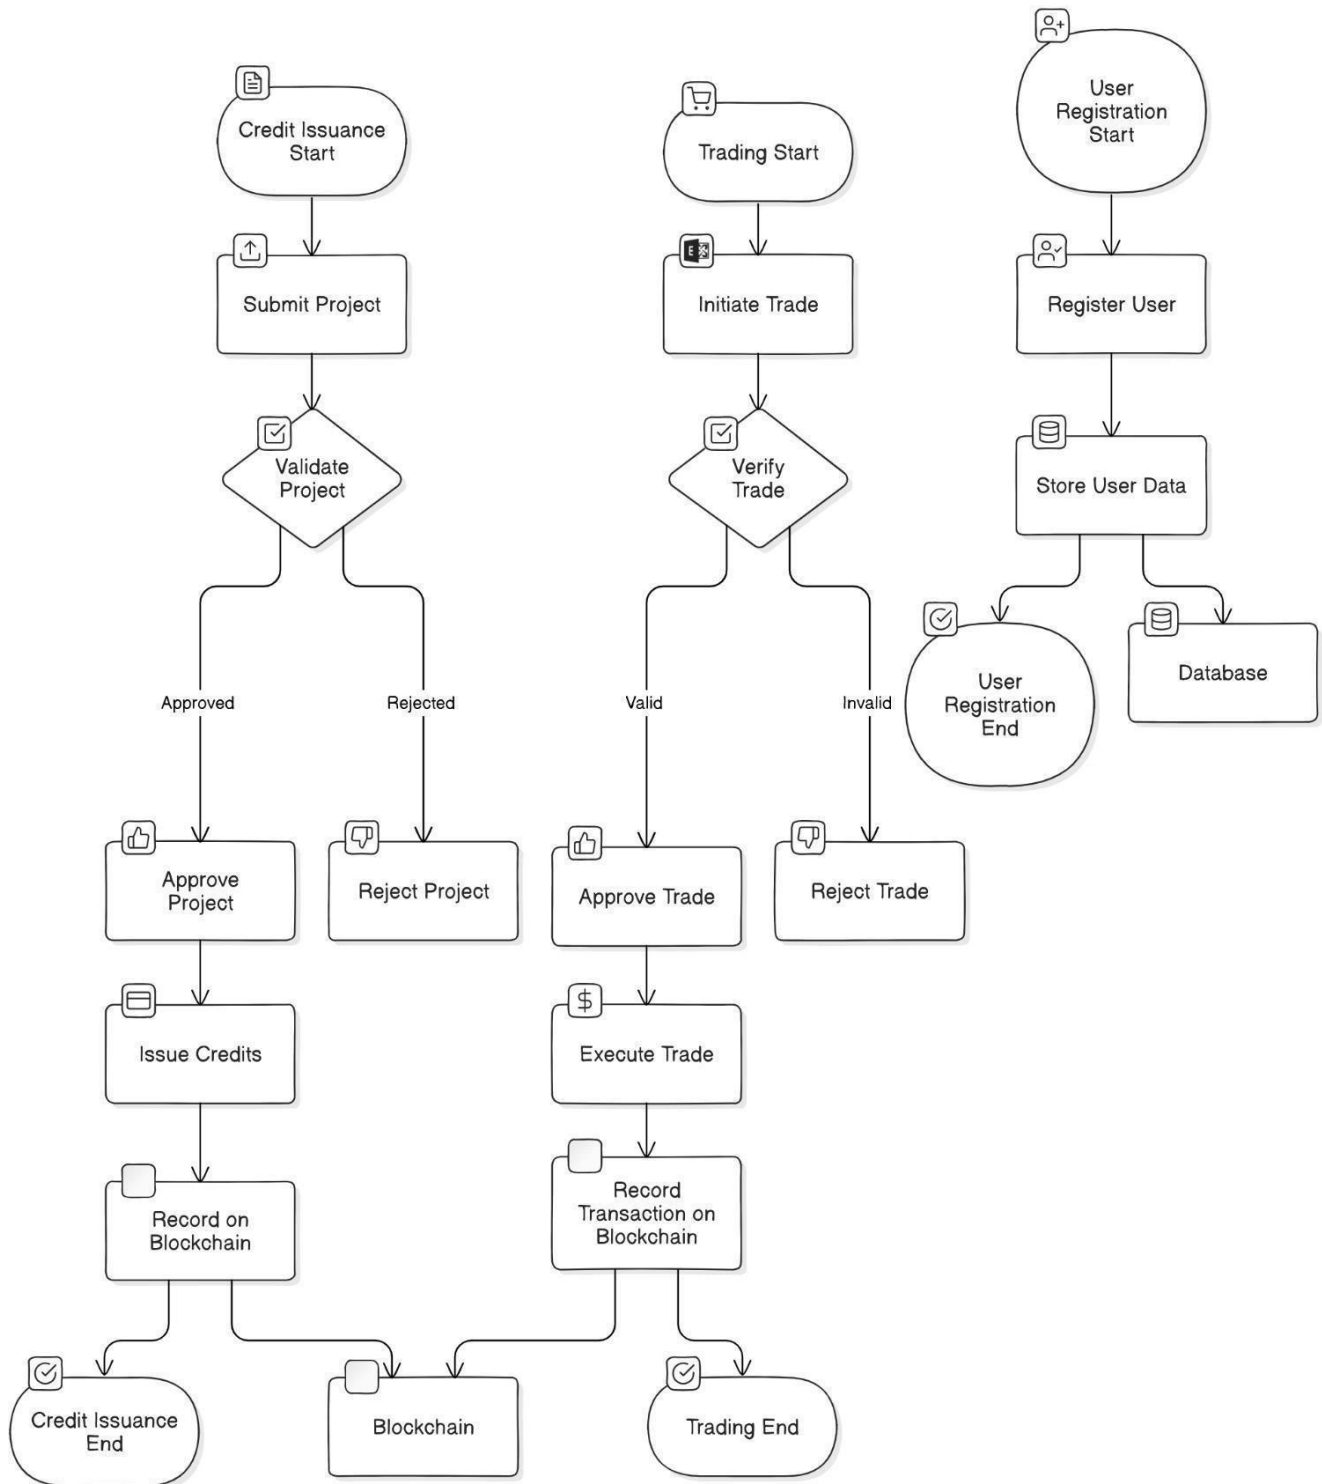 Credit Issuance
Start
Submit Project
Validate
Project
Approved
Rejected
Approve
Project
Reject Project
Issue Credits
Record on
Blockchain
Credit Issuance
End
Blockchain
Trading Start
Initiate Trade
Verify
Trade
Valid
Invalid
Approve Trade
Reject Trade
Execute Trade
Record
Transaction on
Blockchain
Trading End
User
Registration
Start
Register User
Store User Data
User
Registration
End
Database